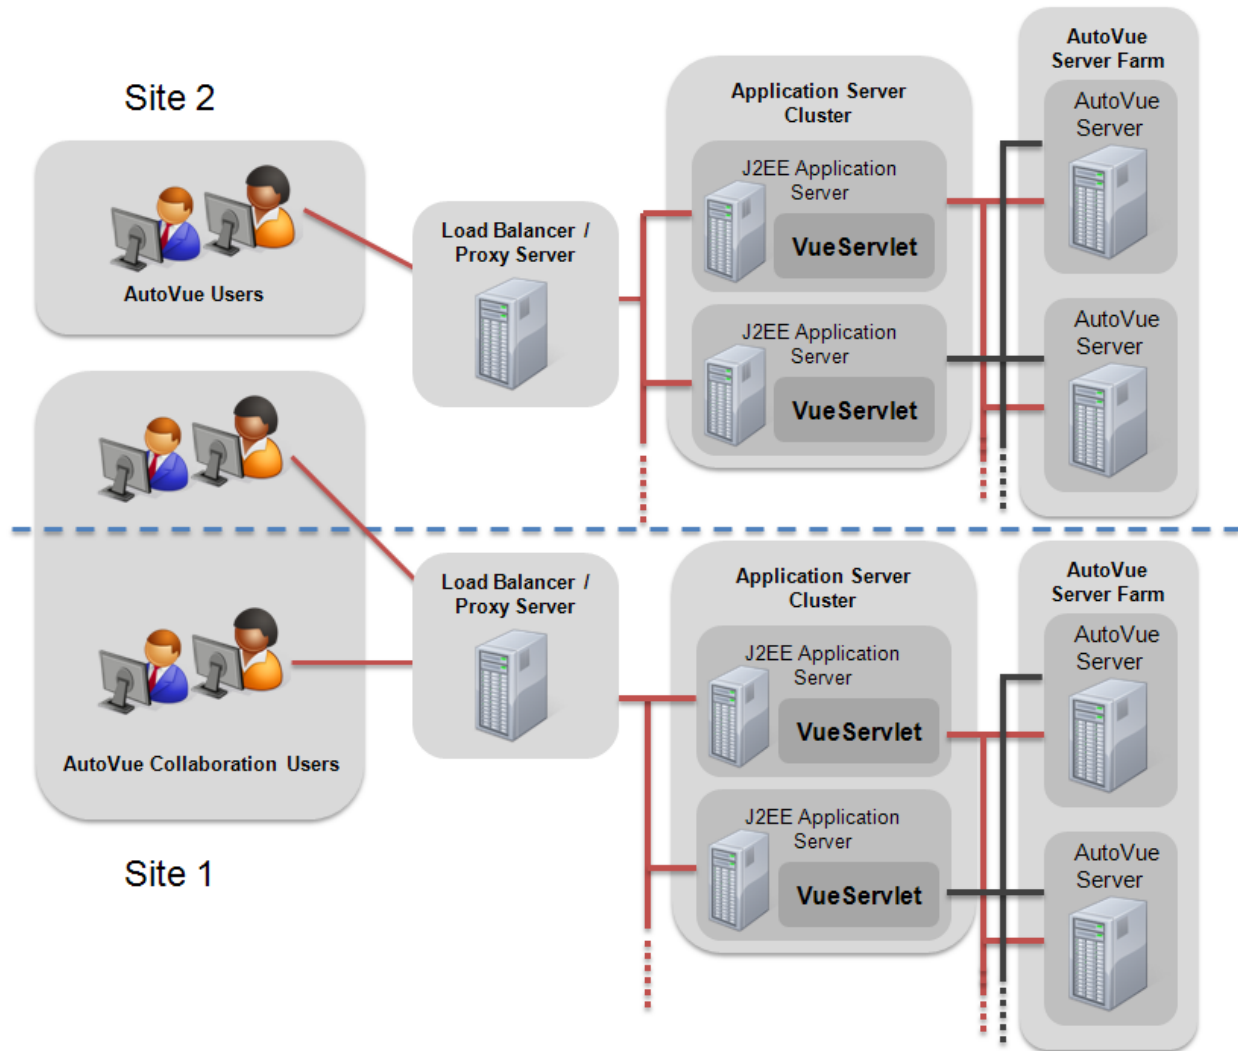 Site 2
AutoVue Users
Load Balancer /
Proxy Server
Application Server
Cluster
J2EE Application
Server
VueServlet
J2EE Application
Server
VueServlet
AutoVue
Server Farm
AutoVue
Server
AutoVue
Server
AutoVue Collaboration Users
Site 1
Load Balancer /
Proxy Server
Application Server
Cluster
J2EE Application
Server
VueServlet
J2EE Application
Server
VueServlet
AutoVue
Server Farm
AutoVue
Server
AutoVue
Server